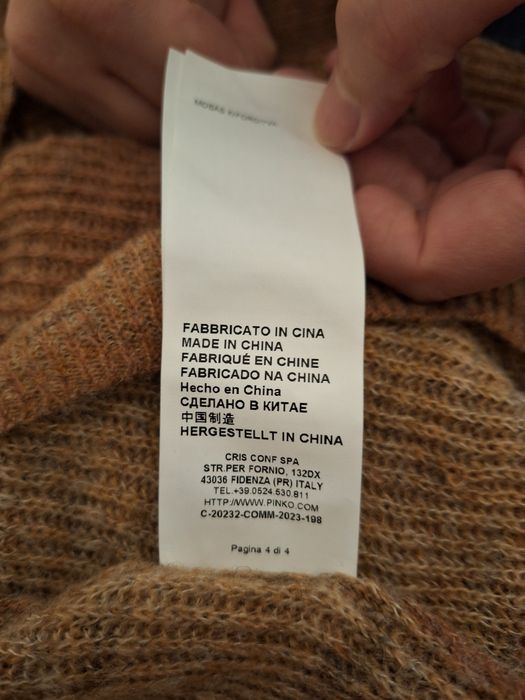 FABBRICATO IN CINA
MADE IN CHINA
FABRIQUÉ EN CHINE
FABRICADO NA CHINA
Hecho en China
СДЕЛАНО В КИТАЕ
中国制造
HERGESTELLT IN CHINA
CRIS CONF SPA
STR.PER FORNIO, 132DX
43036 FIDENZA (PR) ITALY
TEL.+39.0524.530.811
HTTP://WWW.PINKO.COM
C-20232-COMM-2023-198
Pagina 4 di 4